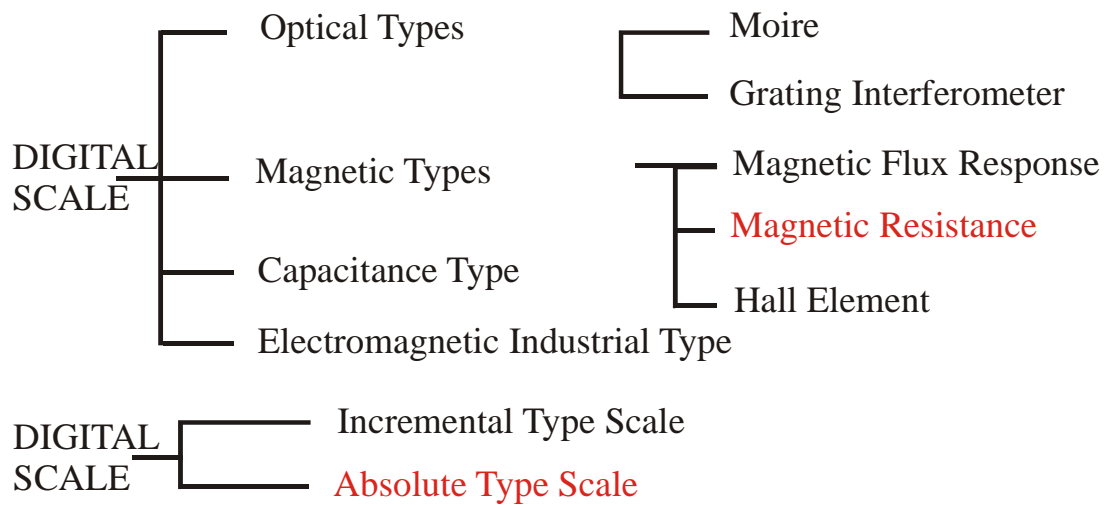 Optical Types
Moire
Grating Interferometer
DIGITAL
SCALE
Magnetic Types
Magnetic Flux Response
Magnetic Resistance
Capacitance Type
Hall Element
Electromagnetic Industrial Type
DIGITAL
SCALE
Incremental Type Scale
Absolute Type Scale